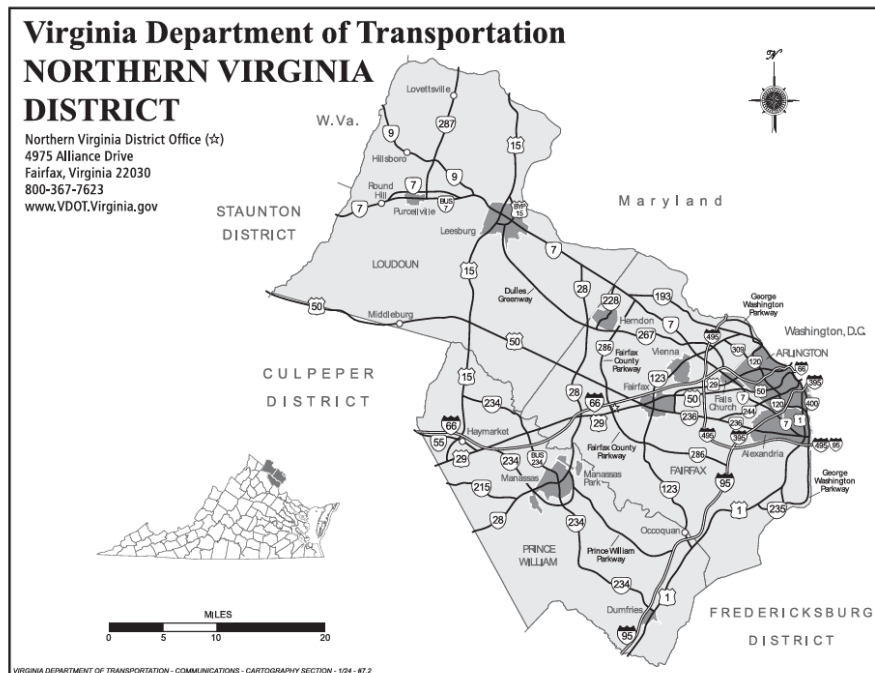 Virginia Department of Transportation
NORTHERN VIRGINIA
DISTRICT
Northern Virginia District Office (☆)
4975 Alliance Drive
Fairfax, Virginia 22030
800-367-7623
www.VDOT.Virginia.gov
N
W.Va.
Lovettsville
287
9
15
Hillsboro
9
Round
Hill
7
7
BUS
7
Purcellville
BYP
15
Leesburg
STAUNTON
DISTRICT
Maryland
LOUDOUN
7
15
28
Dulles
Greenway
193
228
Herndon
George
Washington
Parkway
50
Middleburg
50
267
7
495
Washington, D.C.
286
Fairfax
County
Parkway
Vienna
309
120
ARLINGTON
66
CULPEPER
DISTRICT
15
28
123
Fairfax
29
50
395
234
66
50
Falls
Church
7
120
400
244
29
236
236
7
1
66
55
Haymarket
29
234
BUS
234
Fairfax County
Parkway
495
395
Alexandria
495
95
286
FAIRFAX
Manassas
Manassas
Park
215
28
95
123
George
Washington
Parkway
234
1
235
Occoquan
PRINCE
WILLIAM
Prince William
Parkway
234
1
Dumfries
95
FREDERICKSBURG
DISTRICT
MILES
0 5 10 20
VIRGINIA DEPARTMENT OF TRANSPORTATION - COMMUNICATIONS - CARTOGRAPHY SECTION - 1/24 - #7.2